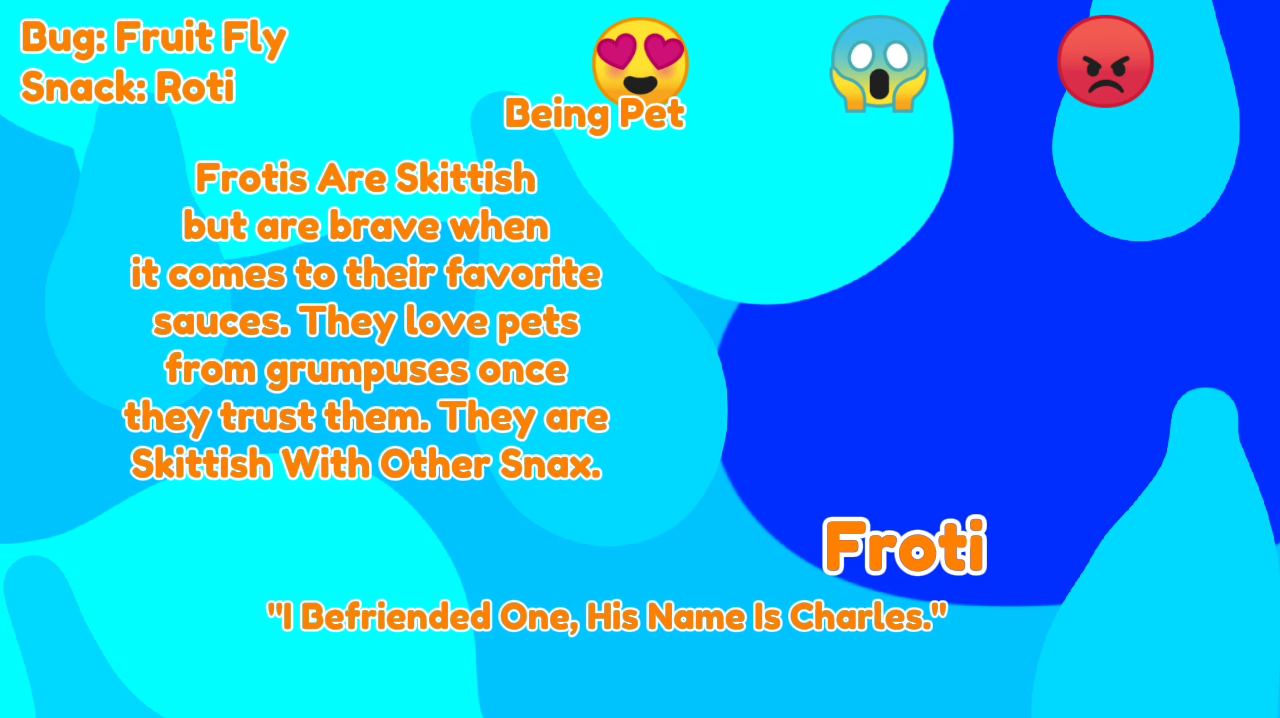 Bug: Fruit Fly
Snack: Roti
Being Pet
Frotis Are Skittish
but are brave when
it comes to their favorite
sauces. They love pets
from grumpuses once
they trust them. They are
Skittish With Other Snax.
Froti
"I Befriended One, His Name Is Charles."